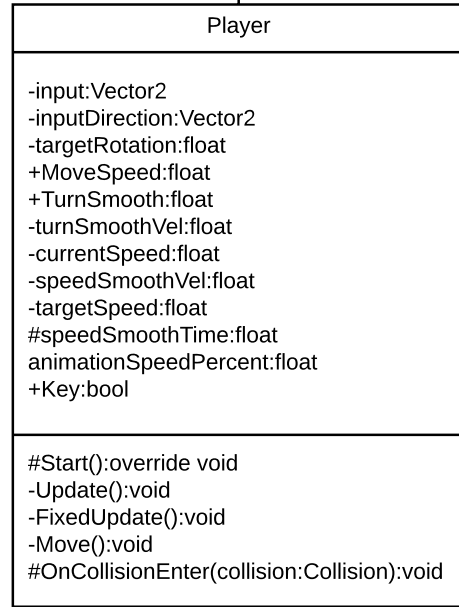 Player
-input:Vector2
-inputDirection:Vector2
-targetRotation:float
+MoveSpeed:float
+TurnSmooth:float
-turnSmoothVel:float
-currentSpeed:float
-speedSmoothVel:float
-targetSpeed:float
#speedSmoothTime:float
animationSpeedPercent:float
+Key:bool
#Start():override void
-Update():void
-FixedUpdate():void
-Move():void
#OnCollisionEnter(collision:Collision):void